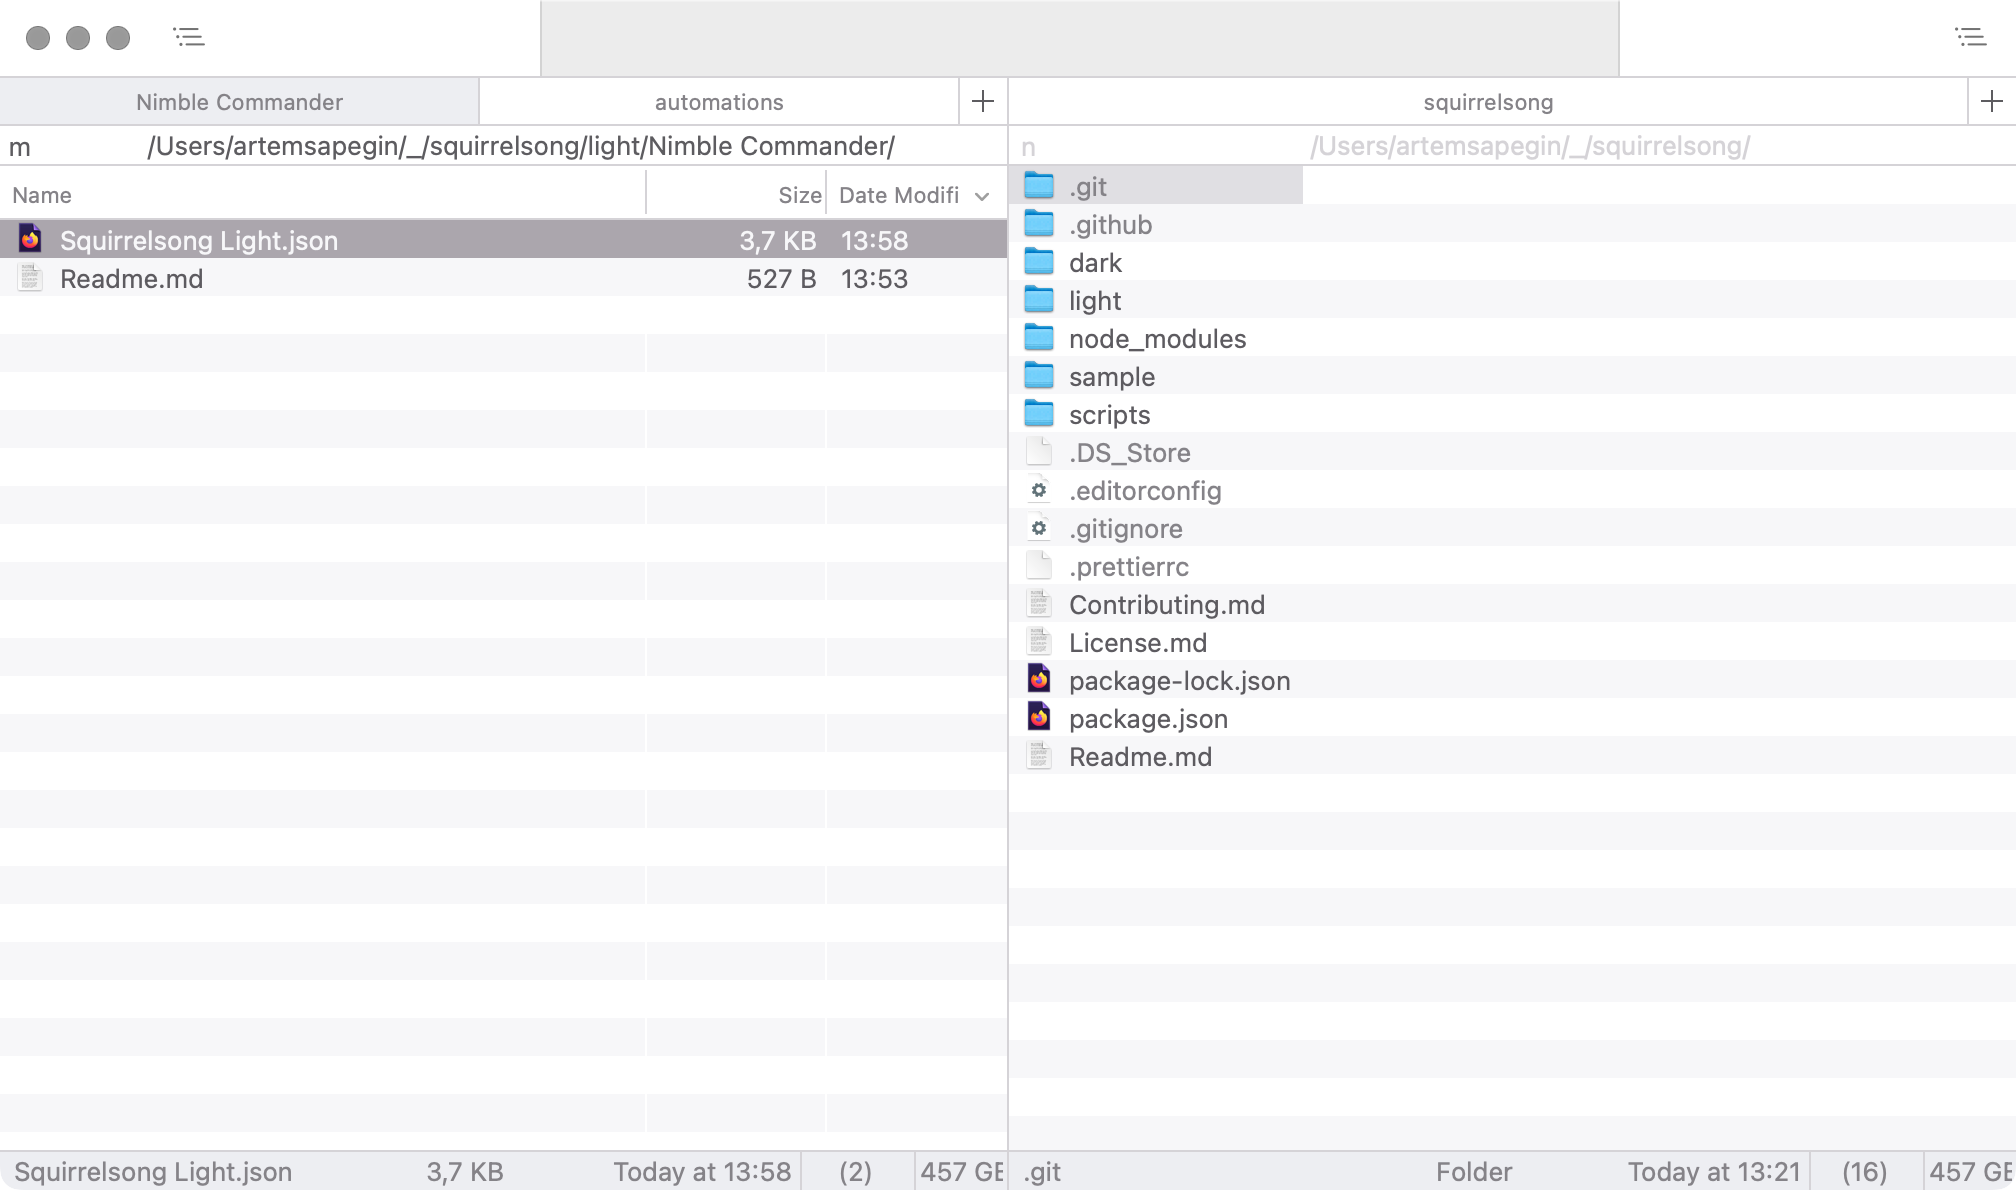 Nimble Commander
automations
squirrelsong
m
/Users/artemsapegin/_/squirrelsong/light/Nimble Commander/
n
/Users/artemsapegin/_/squirrelsong/
Name Size Date Modifi
Squirrelsong Light.json 3,7 KB 13:58
Readme.md 527 B 13:53
.git
.github
dark
light
node_modules
sample
scripts
.DS_Store
.editorconfig
.gitignore
.prettierrc
Contributing.md
License.md
package-lock.json
package.json
Readme.md
Squirrelsong Light.json 3,7 KB Today at 13:58 (2) 457 GB
.git Folder Today at 13:21 (16) 457 GB